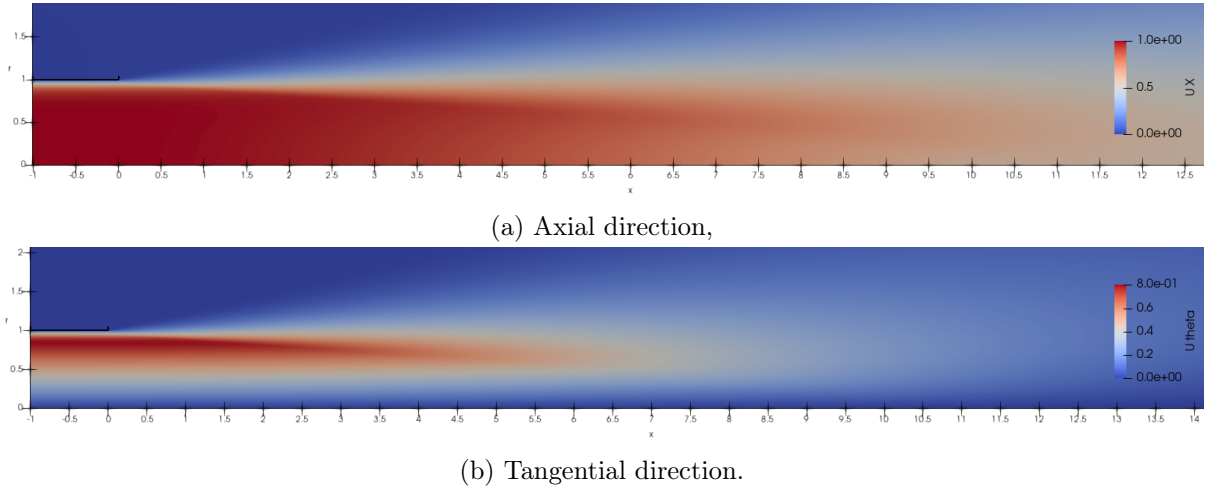 1.5
r
1
0.5
0
-1 -0.5 0 0.5 1 1.5 2 2.5 3 3.5 4 4.5 5 5.5 6 6.5 7 7.5 8 8.5 9 9.5 10 10.5 11 11.5 12 12.5
x
1.0e+00
0.5
0.0e+00
U X
(a) Axial direction,
2
1.5
r
1
0.5
0
-1 -0.5 0 0.5 1 1.5 2 2.5 3 3.5 4 4.5 5 5.5 6 6.5 7 7.5 8 8.5 9 9.5 10 10.5 11 11.5 12 12.5 13 13.5 14
x
8.0e-01
0.6
0.4
0.2
0.0e+00
U theta
(b) Tangential direction.